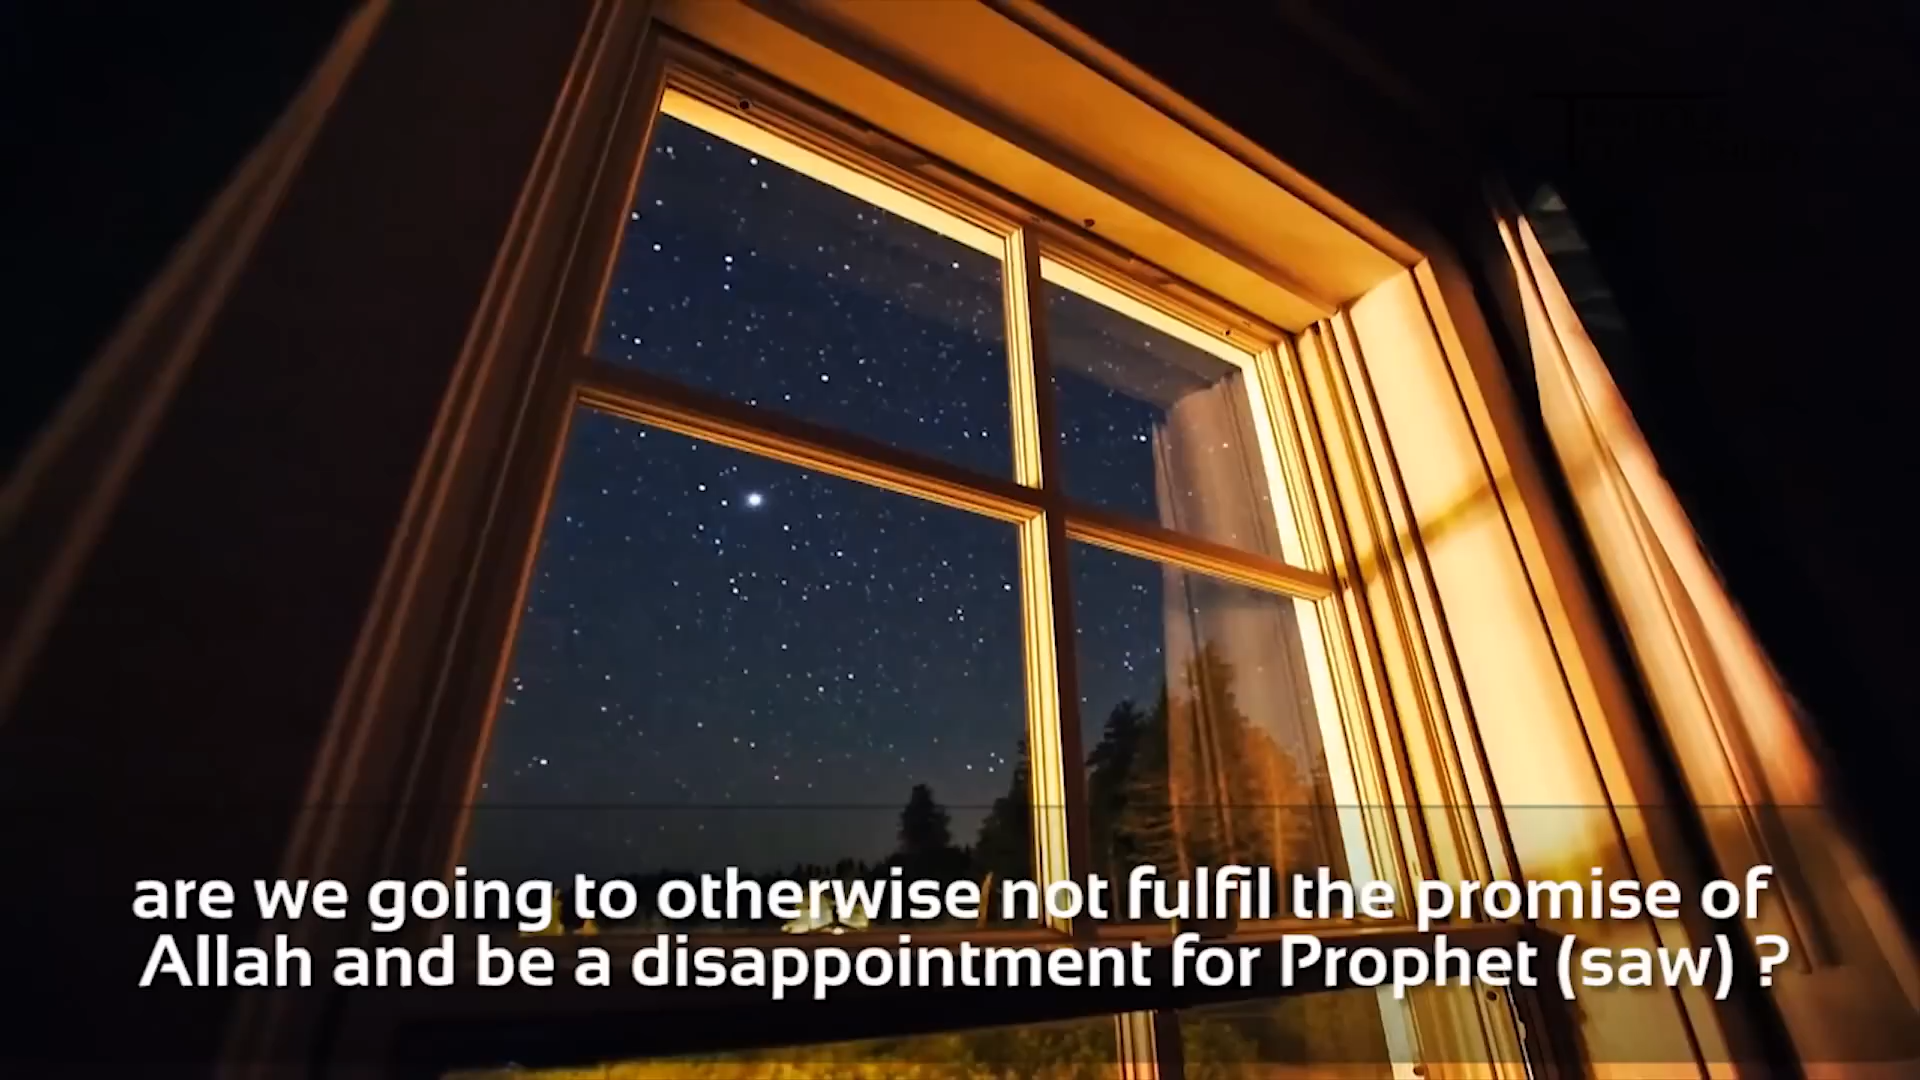 are we going to otherwise not fulfil the promise of
Allah and be a disappointment for Prophet (saw) ?